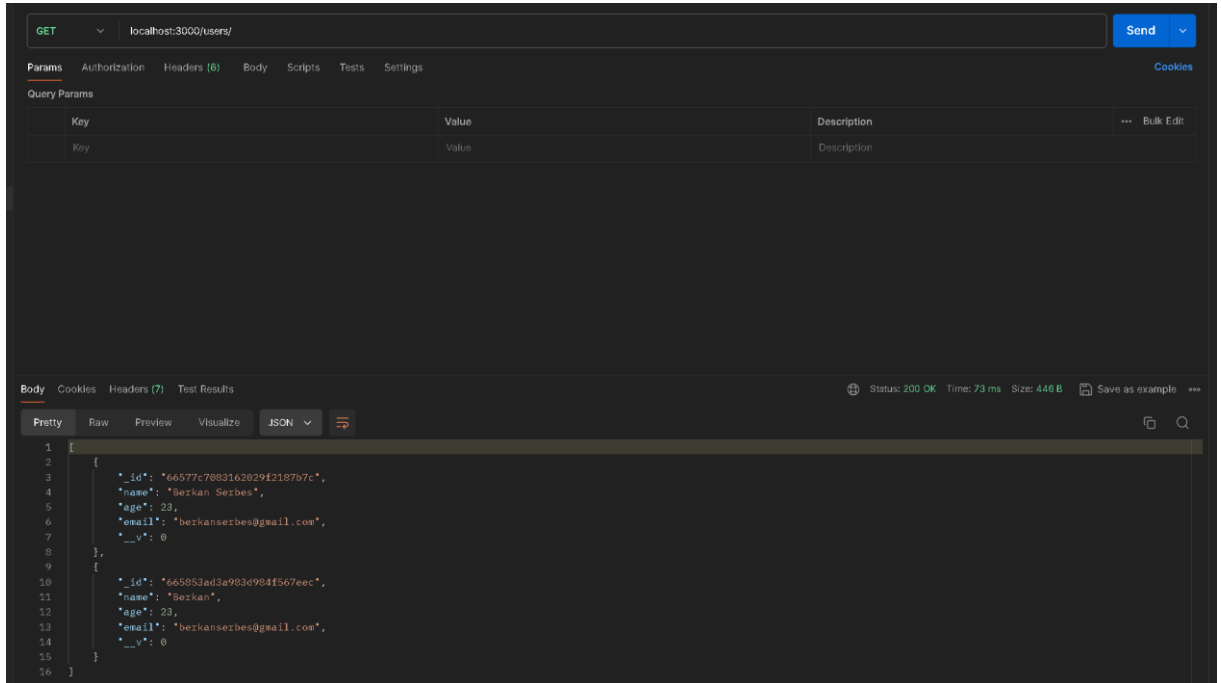 GET localhost:3000/users/ Send
Params Authorization Headers (6) Body Scripts Tests Settings Cookies
Query Params
Key Value Description ••• Bulk Edit
Key Value Description
Body Cookies Headers (7) Test Results Status: 200 OK Time: 73 ms Size: 446 B Save as example •••
Pretty Raw Preview Visualize JSON
1 [
2 {
3 "_id": "66577c7083162029f2187b7c",
4 "name": "Berkan Serbes",
5 "age": 23,
6 "email": "berkanserbes@gmail.com",
7 "__v": 0
8 },
9 {
10 "_id": "665853ad3a983d984f567eec",
11 "name": "Berkan",
12 "age": 23,
13 "email": "berkanserbes@gmail.com",
14 "__v": 0
15 }
16 ]